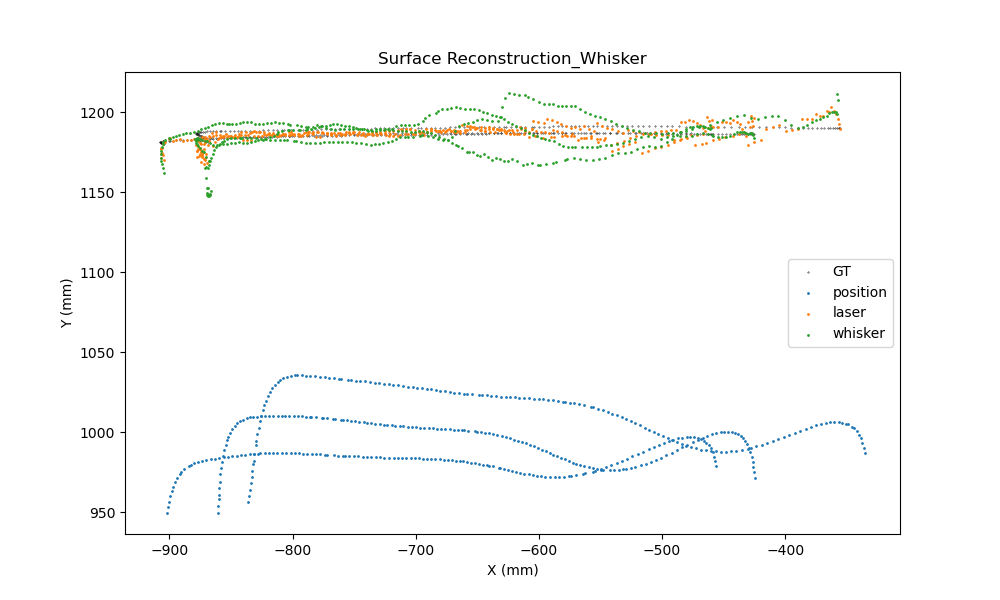 Surface Reconstruction_Whisker
Y (mm)
1200
1150
1100
1050
1000
950
GT
position
laser
whisker
−900
−800
−700
−600
−500
−400
X (mm)